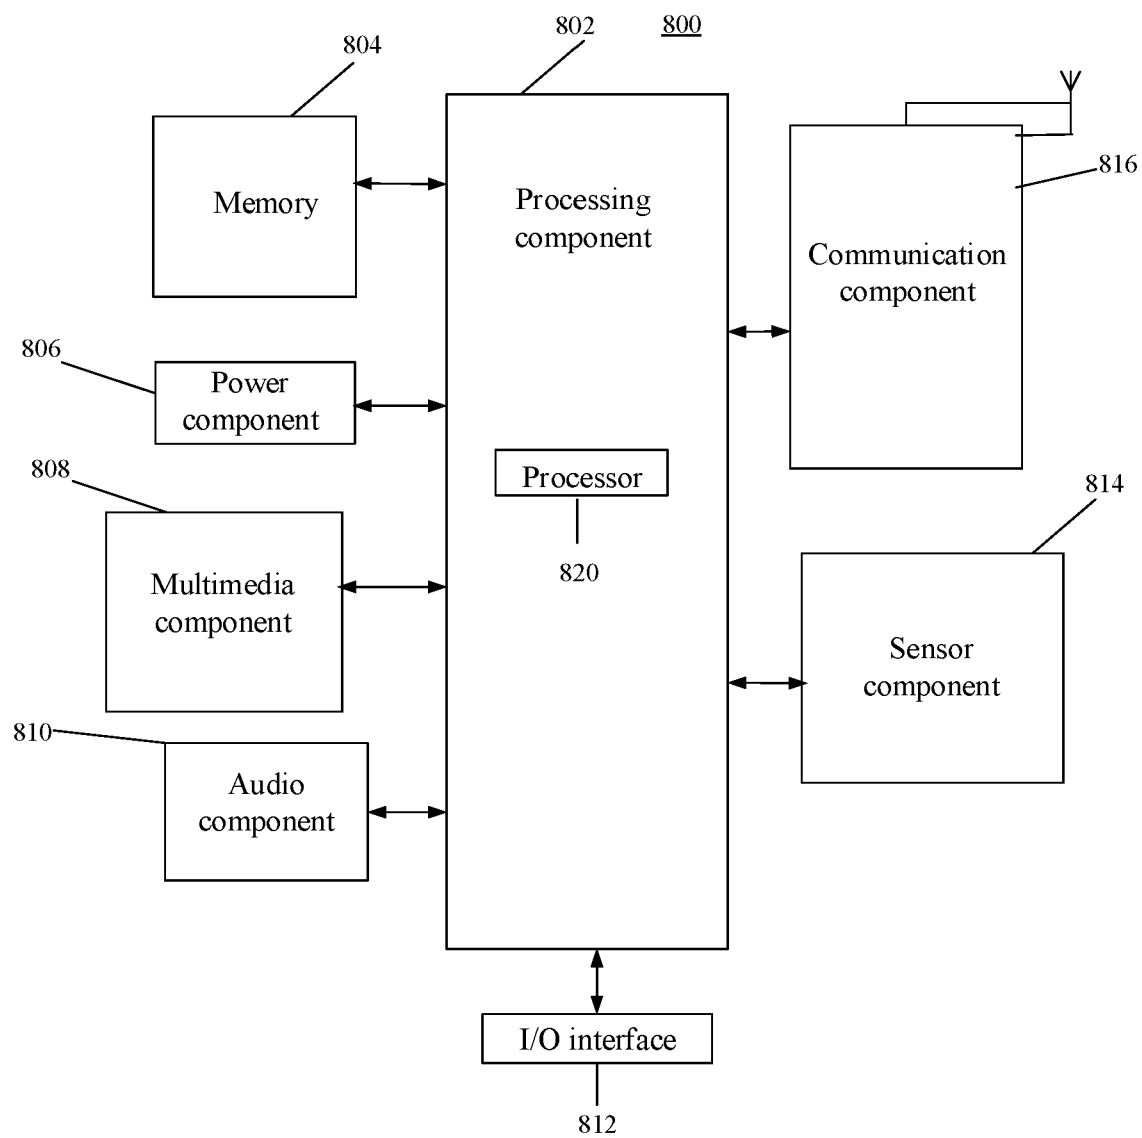 800
802
804
Memory
Processing
component
816
Communication
component
806
Power
component
808
Processor
820
814
Multimedia
component
Sensor
component
810
Audio
component
I/O interface
812